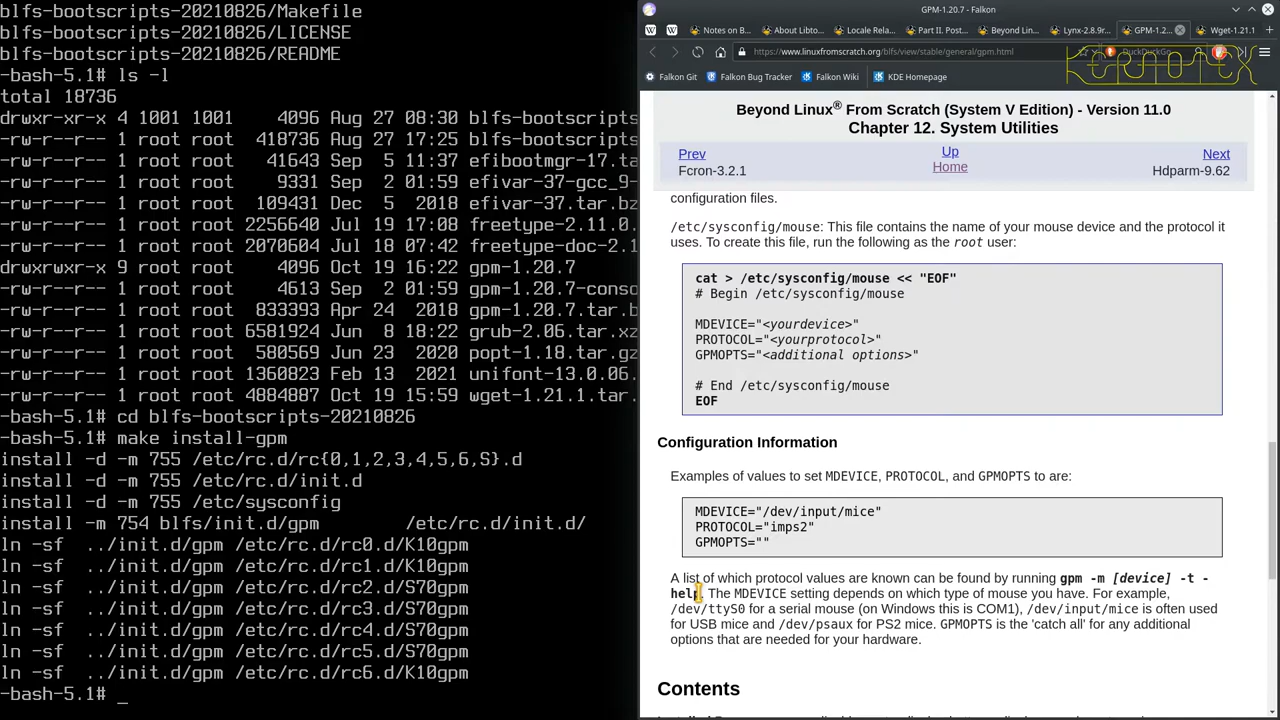 blfs-bootscripts-20210826/Makefile
blfs-bootscripts-20210826/LICENSE
blfs-bootscripts-20210826/README
-bash-5.1# ls -l
total 18736
drwxr-xr-x 4 1001 1001    4096 Aug 27 08:30 blfs-bootscripts
-rw-r--r-- 1 root root  418736 Aug 27 17:25 blfs-bootscripts
-rw-r--r-- 1 root root   41643 Sep  5 11:37 efibootmgr-17.ta
-rw-r--r-- 1 root root    9331 Sep  2 01:59 efivar-37-gcc_9-
-rw-r--r-- 1 root root  109431 Dec  5  2018 efivar-37.tar.bz
-rw-r--r-- 1 root root 2256640 Jul 19 17:08 freetype-2.11.0.
-rw-r--r-- 1 root root 2070604 Jul 18 07:42 freetype-doc-2.1
drwxrwxrwx 9 root root    4096 Oct 19 16:22 gpm-1.20.7
-rw-r--r-- 1 root root    4613 Sep  2 01:59 gpm-1.20.7-conso
-rw-r--r-- 1 root root  833393 Apr 24  2018 gpm-1.20.7.tar.b
-rw-r--r-- 1 root root 6581924 Jun  8 18:22 grub-2.06.tar.xz
-rw-r--r-- 1 root root  580569 Jun 23  2020 popt-1.18.tar.gz
-rw-r--r-- 1 root root 1360823 Feb 13  2021 unifont-13.0.06.
-rw-r--r-- 1 root root 4884887 Oct 19 15:59 wget-1.21.1.tar.
-bash-5.1# cd blfs-bootscripts-20210826
-bash-5.1# make install-gpm
install -d -m 755 /etc/rc.d/rc{0,1,2,3,4,5,6,S}.d
install -d -m 755 /etc/rc.d/init.d
install -d -m 755 /etc/sysconfig
install -m 754 blfs/init.d/gpm        /etc/rc.d/init.d/
ln -sf  ../init.d/gpm /etc/rc.d/rc0.d/K10gpm
ln -sf  ../init.d/gpm /etc/rc.d/rc1.d/K10gpm
ln -sf  ../init.d/gpm /etc/rc.d/rc2.d/S70gpm
ln -sf  ../init.d/gpm /etc/rc.d/rc3.d/S70gpm
ln -sf  ../init.d/gpm /etc/rc.d/rc4.d/S70gpm
ln -sf  ../init.d/gpm /etc/rc.d/rc5.d/S70gpm
ln -sf  ../init.d/gpm /etc/rc.d/rc6.d/K10gpm
-bash-5.1# _
GPM-1.20.7 - Falkon
Notes on B... About Libto... Locale Rela... Part II. Post... Beyond Lin... Lynx-2.8.9r... GPM-1.2... Wget-1.21.1
https://www.linuxfromscratch.org/blfs/view/stable/general/gpm.html DuckDuckGo
Falkon Git Falkon Bug Tracker Falkon Wiki KDE Homepage
Beyond Linux® From Scratch (System V Edition) - Version 11.0
Chapter 12. System Utilities
Prev Up Next
Fcron-3.2.1 Home Hdparm-9.62
configuration files.
/etc/sysconfig/mouse: This file contains the name of your mouse device and the protocol it
uses. To create this file, run the following as the root user:
cat > /etc/sysconfig/mouse << "EOF"
# Begin /etc/sysconfig/mouse
MDEVICE="<yourdevice>"
PROTOCOL="<yourprotocol>"
GPMOPTS="<additional options>"
# End /etc/sysconfig/mouse
EOF
Configuration Information
Examples of values to set MDEVICE, PROTOCOL, and GPMOPTS to are:
MDEVICE="/dev/input/mice"
PROTOCOL="imps2"
GPMOPTS=""
A list of which protocol values are known can be found by running gpm -m [device] -t -
help. The MDEVICE setting depends on which type of mouse you have. For example,
/dev/ttyS0 for a serial mouse (on Windows this is COM1), /dev/input/mice is often used
for USB mice and /dev/psaux for PS2 mice. GPMOPTS is the 'catch all' for any additional
options that are needed for your hardware.
Contents